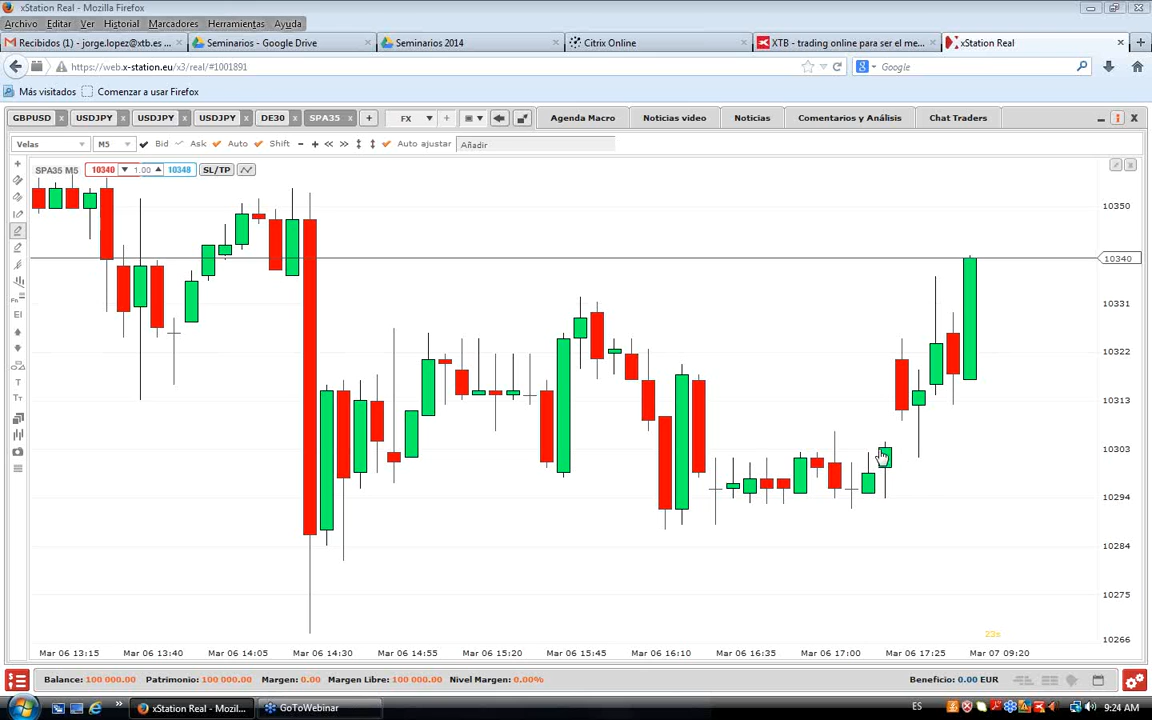 xStation Real - Mozilla Firefox
Archivo Editar Ver Historial Marcadores Herramientas Ayuda
Recibidos (1) - jorge.lopez@xtb.es ... × Seminarios - Google Drive × Seminarios 2014 × Citrix Online × XTB - trading online para ser el me... × xStation Real ×
https://web.x-station.eu/x3/real/#1001891 Google
Más visitados Comenzar a usar Firefox
GBPUSD USDJPY USDJPY USDJPY DE30 SPA35 FX Agenda Macro Noticias video Noticias Comentarios y Análisis Chat Traders
Velas M5 Bid Ask Auto Shift Auto ajustar Añadir
SPA35 M5 10340 1.00 10348 SL/TP
10350
10340
10331
10322
10313
10303
10294
10284
10275
10266
22s
Mar 06 13:15 Mar 06 13:40 Mar 06 14:05 Mar 06 14:30 Mar 06 14:55 Mar 06 15:20 Mar 06 15:45 Mar 06 16:10 Mar 06 16:35 Mar 06 17:00 Mar 06 17:25 Mar 07 09:20
Balance: 100 000.00 Patrimonio: 100 000.00 Margen: 0.00 Margen Libre: 100 000.00 Nivel Margen: 0.00% Beneficio: 0.00 EUR
xStation Real - Mozil... GoToWebinar ES 9:24 AM